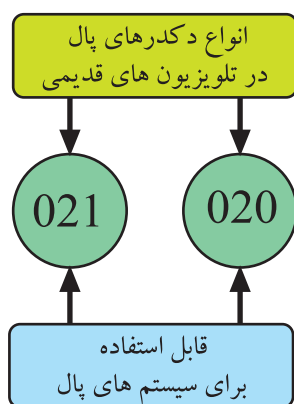 انواع دکدرهای پال
در تلویزیون های قدیمی
020
021
قابل استفاده
برای سیستم های پال